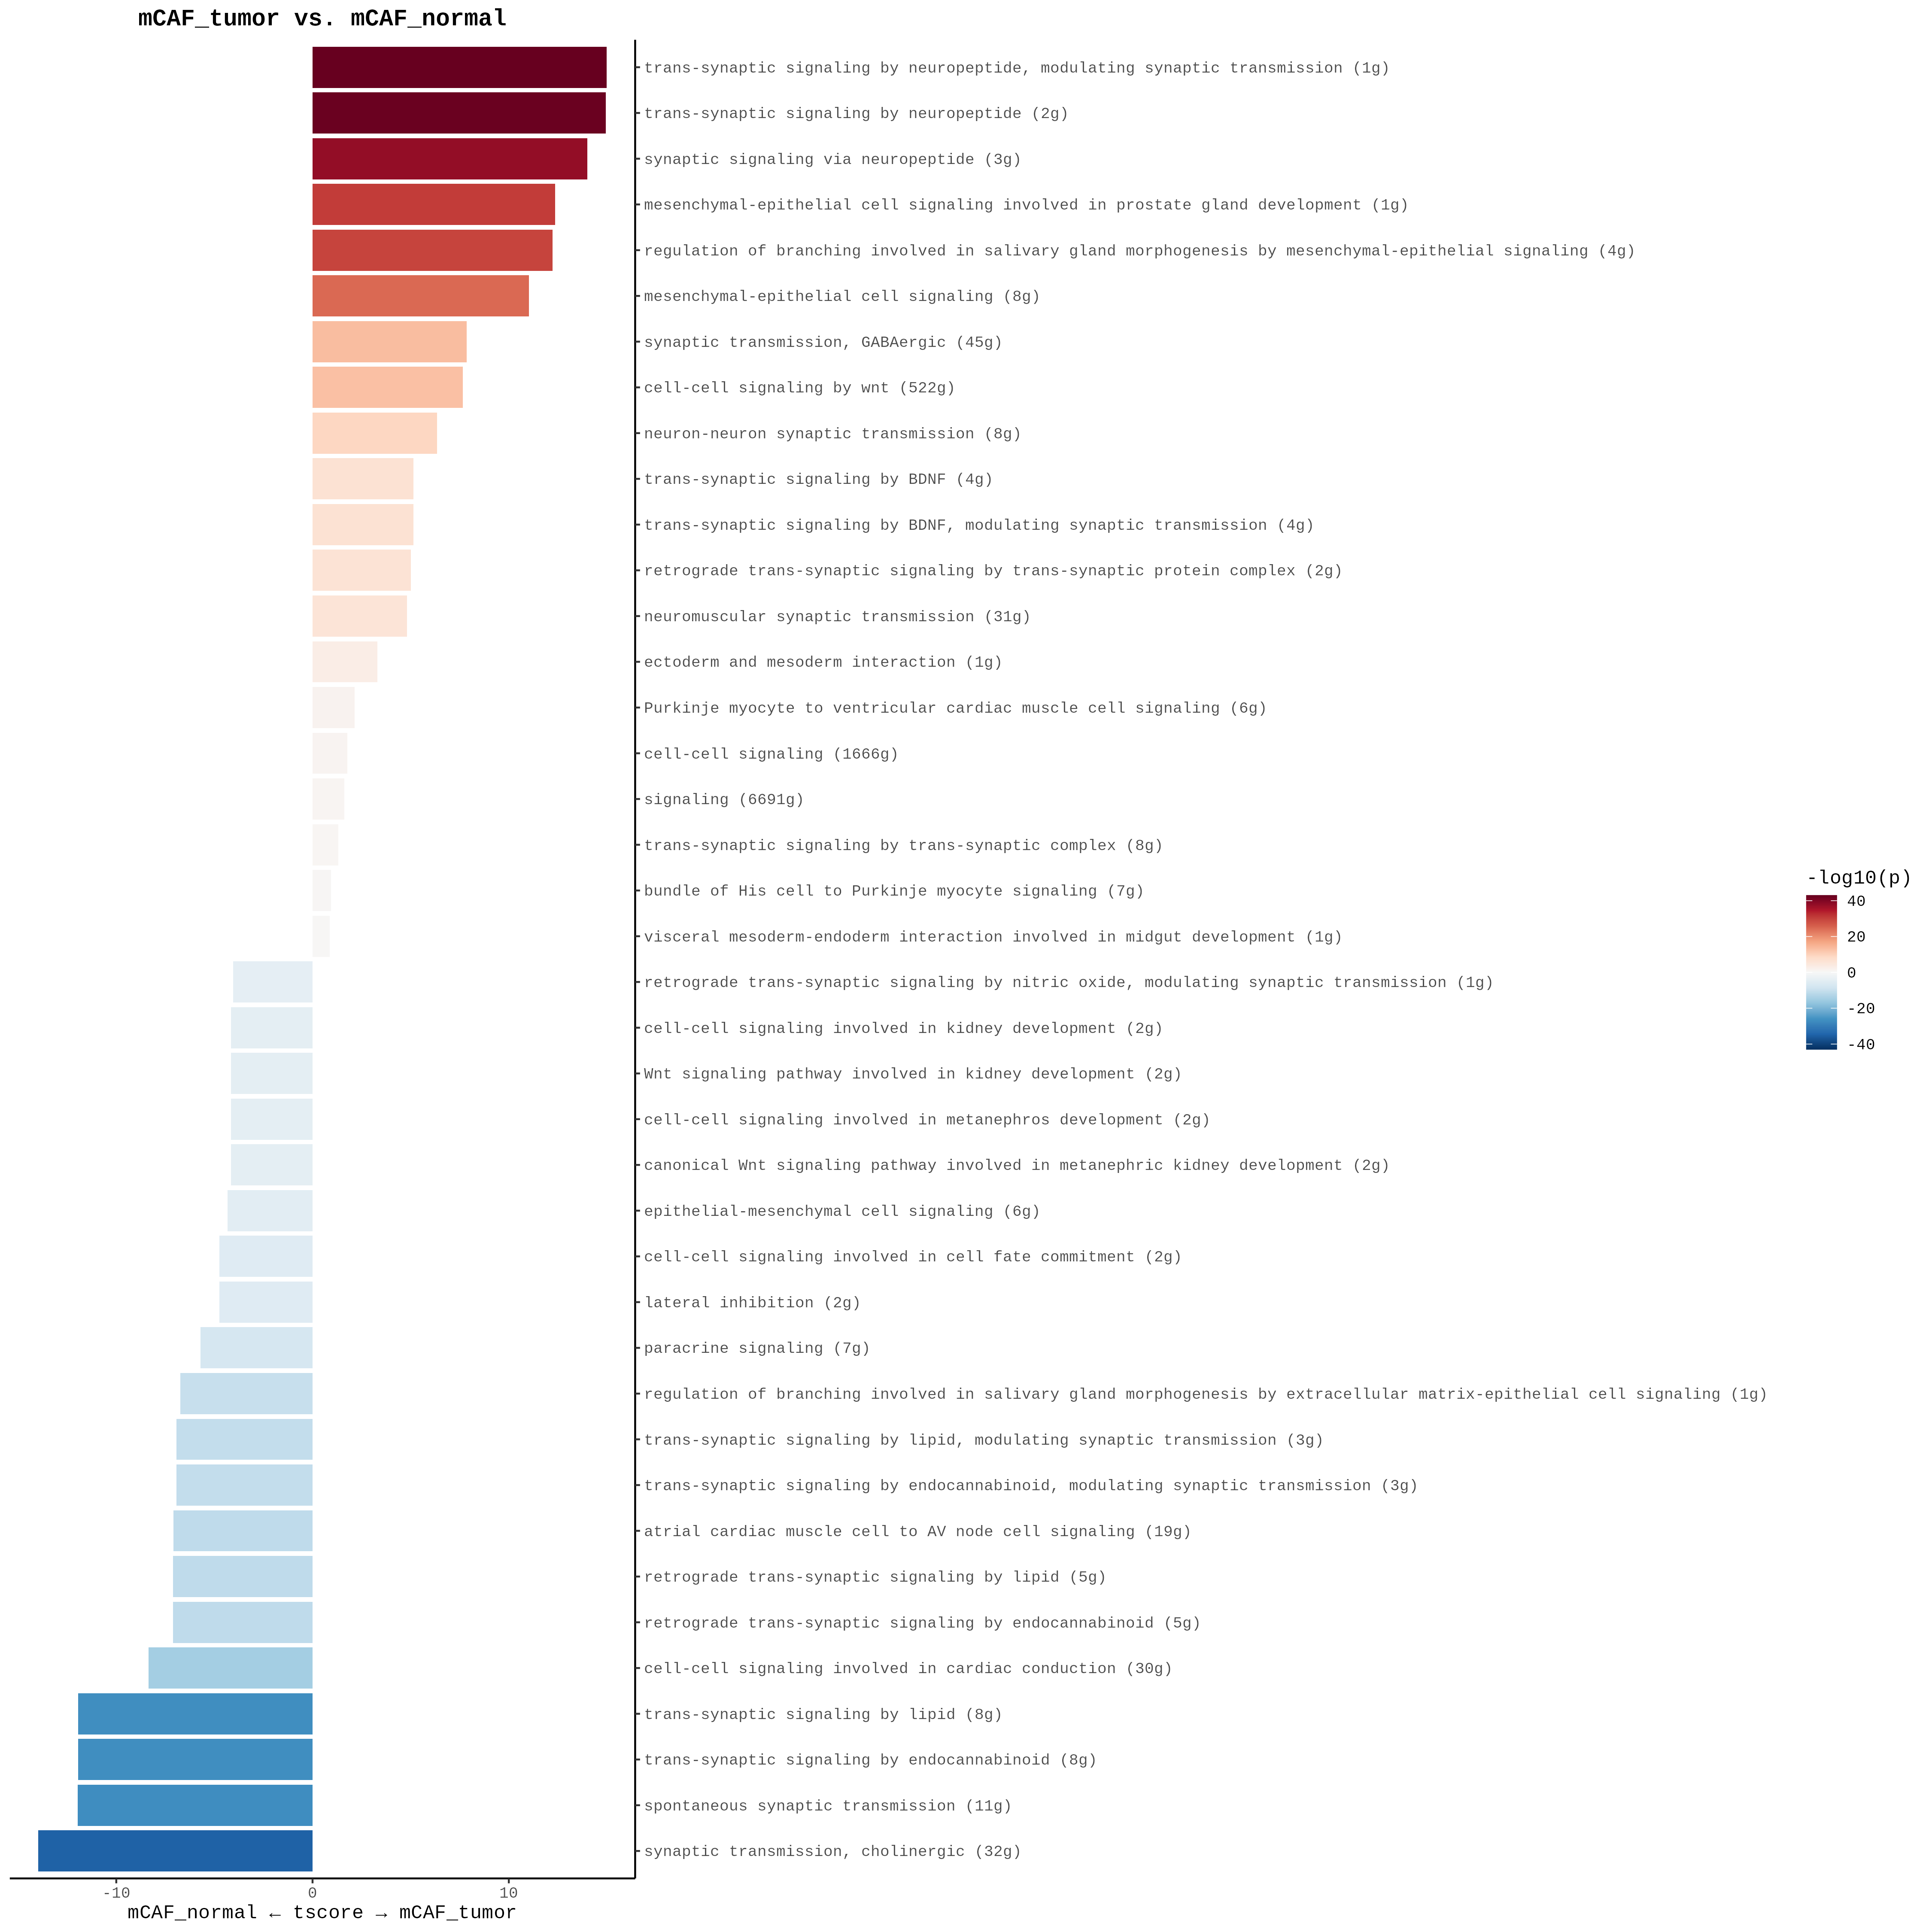 mCAF_tumor vs. mCAF_normal
trans-synaptic signaling by neuropeptide, modulating synaptic transmission (1g)
trans-synaptic signaling by neuropeptide (2g)
synaptic signaling via neuropeptide (3g)
mesenchymal-epithelial cell signaling involved in prostate gland development (1g)
regulation of branching involved in salivary gland morphogenesis by mesenchymal-epithelial signaling (4g)
mesenchymal-epithelial cell signaling (8g)
synaptic transmission, GABAergic (45g)
cell-cell signaling by wnt (522g)
neuron-neuron synaptic transmission (8g)
trans-synaptic signaling by BDNF (4g)
trans-synaptic signaling by BDNF, modulating synaptic transmission (4g)
retrograde trans-synaptic signaling by trans-synaptic protein complex (2g)
neuromuscular synaptic transmission (31g)
ectoderm and mesoderm interaction (1g)
Purkinje myocyte to ventricular cardiac muscle cell signaling (6g)
cell-cell signaling (1666g)
signaling (6691g)
trans-synaptic signaling by trans-synaptic complex (8g)
bundle of His cell to Purkinje myocyte signaling (7g)
visceral mesoderm-endoderm interaction involved in midgut development (1g)
retrograde trans-synaptic signaling by nitric oxide, modulating synaptic transmission (1g)
cell-cell signaling involved in kidney development (2g)
Wnt signaling pathway involved in kidney development (2g)
cell-cell signaling involved in metanephros development (2g)
canonical Wnt signaling pathway involved in metanephric kidney development (2g)
epithelial-mesenchymal cell signaling (6g)
cell-cell signaling involved in cell fate commitment (2g)
lateral inhibition (2g)
paracrine signaling (7g)
regulation of branching involved in salivary gland morphogenesis by extracellular matrix-epithelial cell signaling (1g)
trans-synaptic signaling by lipid, modulating synaptic transmission (3g)
trans-synaptic signaling by endocannabinoid, modulating synaptic transmission (3g)
atrial cardiac muscle cell to AV node cell signaling (19g)
retrograde trans-synaptic signaling by lipid (5g)
retrograde trans-synaptic signaling by endocannabinoid (5g)
cell-cell signaling involved in cardiac conduction (30g)
trans-synaptic signaling by lipid (8g)
trans-synaptic signaling by endocannabinoid (8g)
spontaneous synaptic transmission (11g)
synaptic transmission, cholinergic (32g)
-10 0 10
mCAF_normal ← tscore → mCAF_tumor
-log10(p)
40
20
0
-20
-40